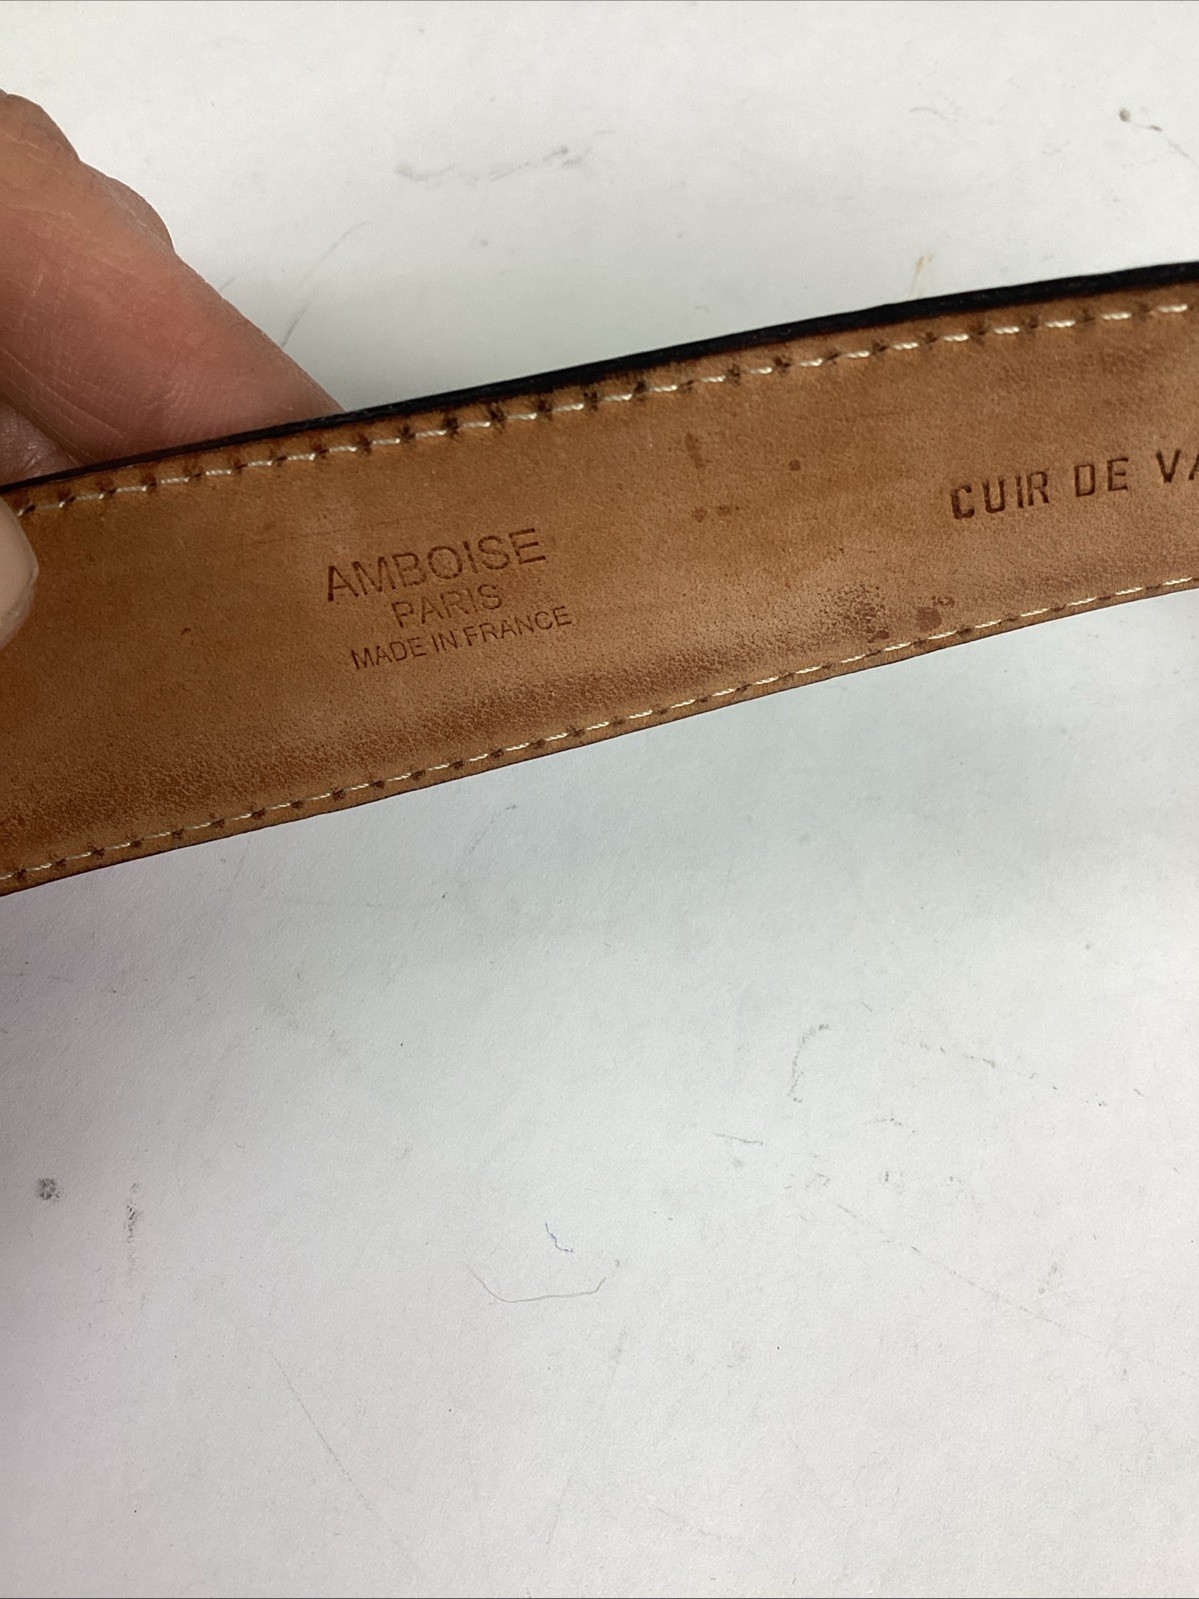 AMBOISE
PARIS
MADE IN FRANCE
CUIR DE VA